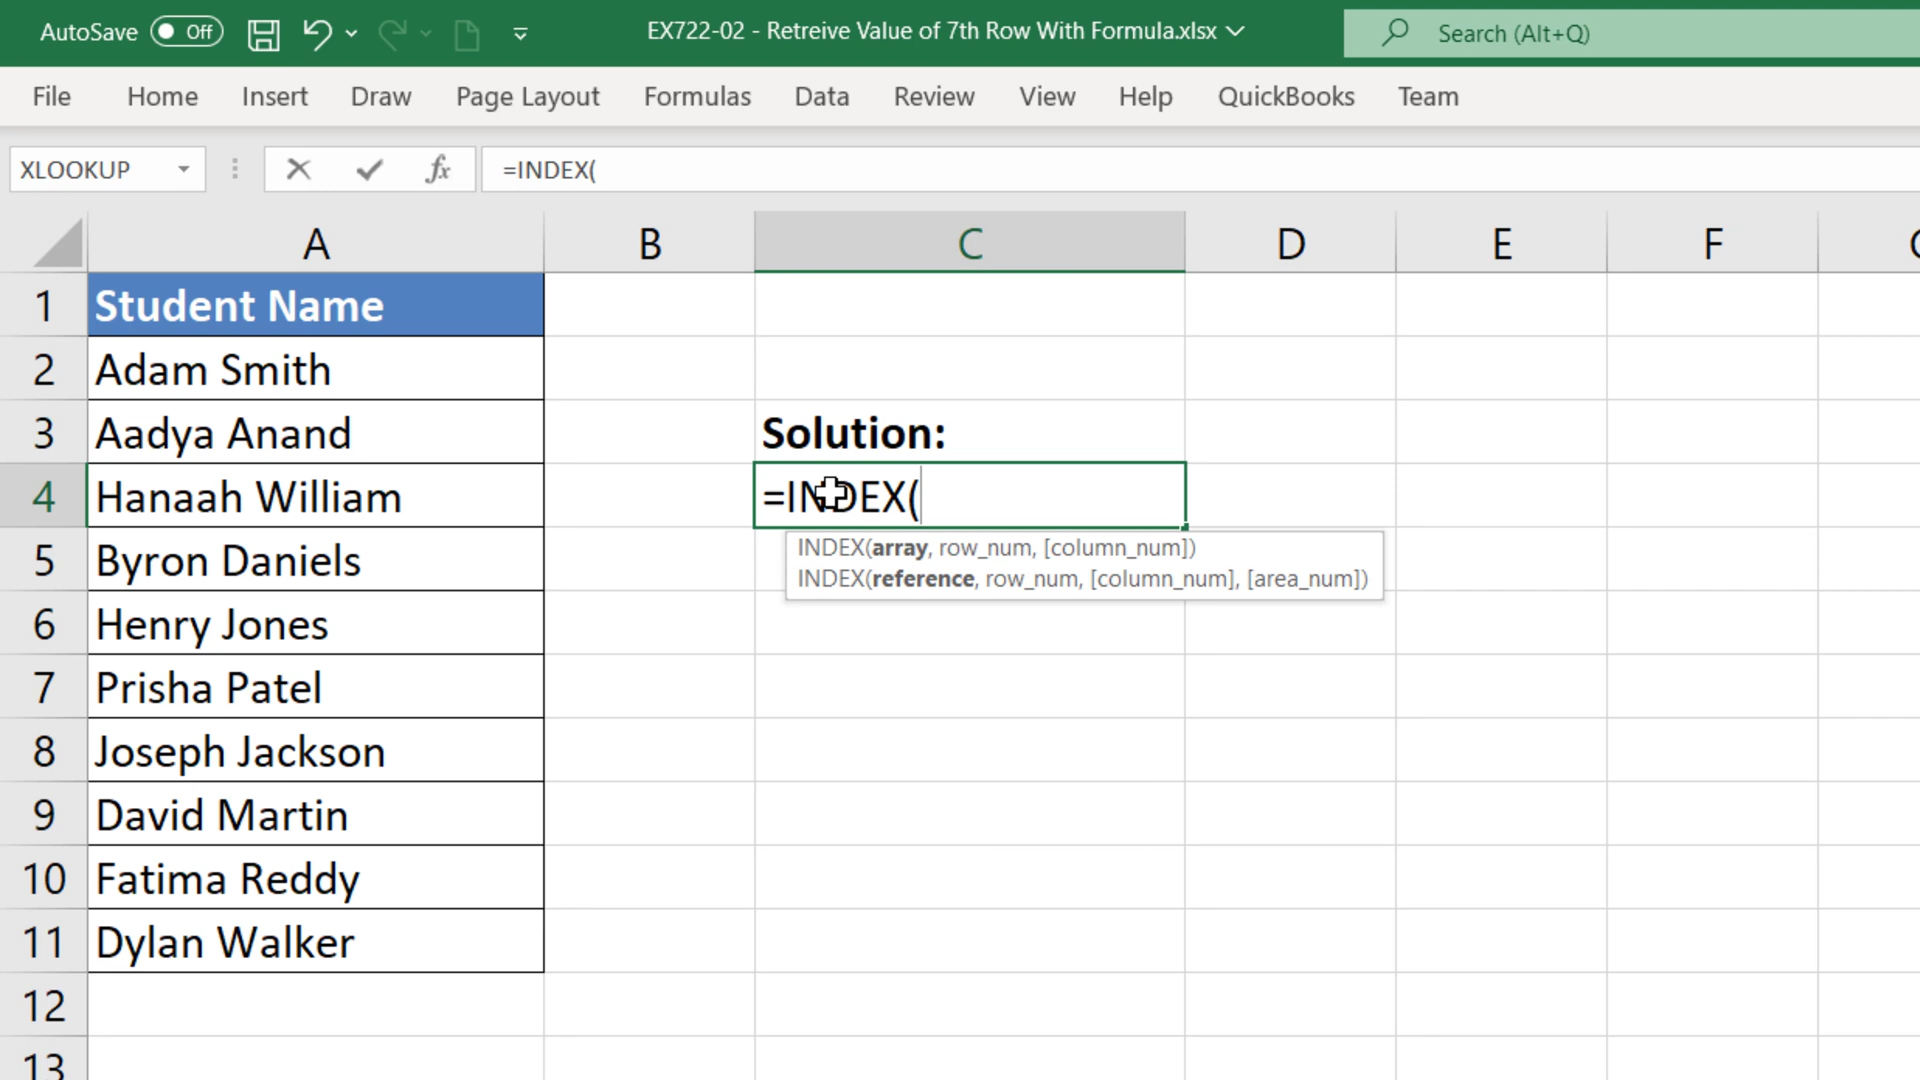 AutoSave Off EX722-02 - Retreive Value of 7th Row With Formula.xlsx Search (Alt+Q)
File Home Insert Draw Page Layout Formulas Data Review View Help QuickBooks Team
XLOOKUP fx =INDEX(
A B C D E F
1 Student Name
2 Adam Smith
3 Aadya Anand Solution:
4 Hanaah William =INDEX(
INDEX(array, row_num, [column_num])
5 Byron Daniels
INDEX(reference, row_num, [column_num], [area_num])
6 Henry Jones
7 Prisha Patel
8 Joseph Jackson
9 David Martin
10 Fatima Reddy
11 Dylan Walker
12
13